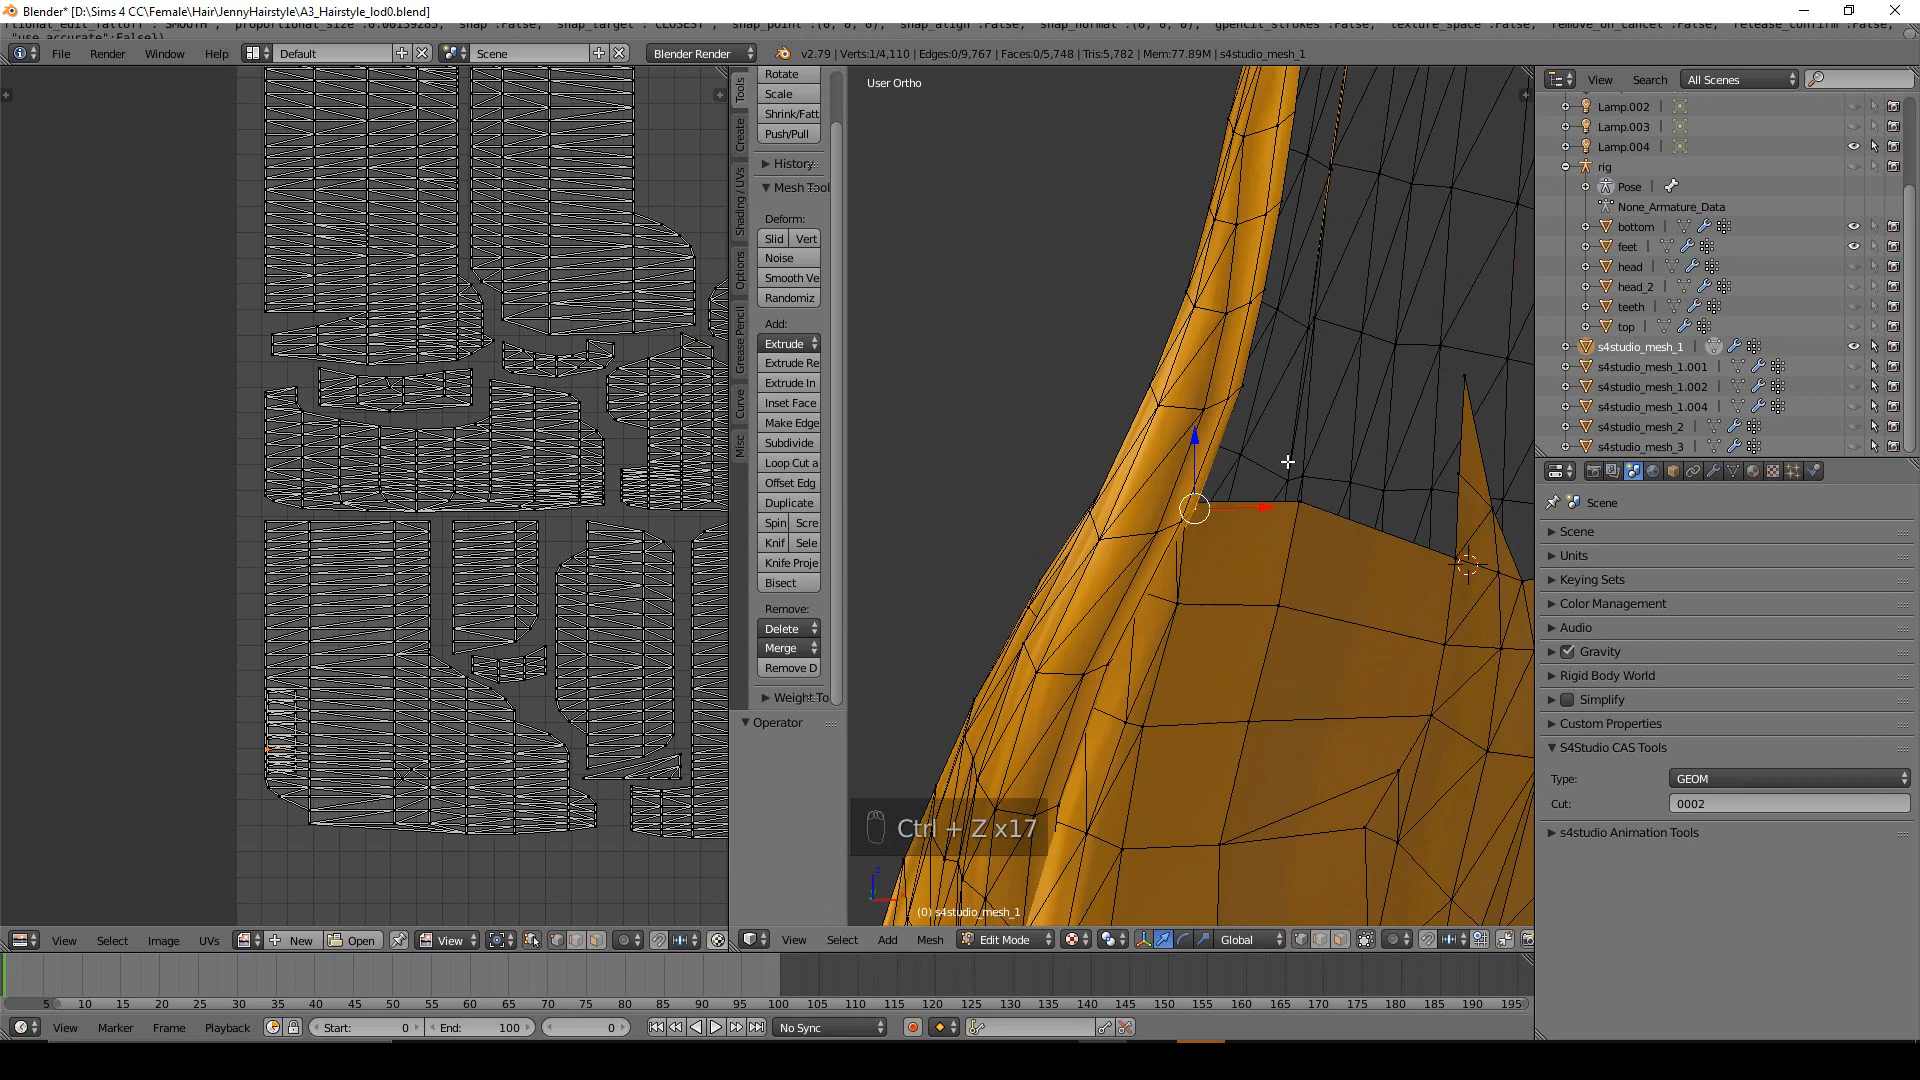 Blender* [D:\Sims 4 CC\Female\Hair\JennyHairstyle\A3_Hairstyle_lod0.blend]
File Render Window Help Default Scene Blender Render v2.79 | Verts:1/4,110 | Edges:0/9,767 | Faces:0/5,748 | Tris:5,782 | Mem:77.89M | s4studio_mesh_1
Tools
Create
Shading / UVs
Options
Grease Pencil
Curve
Misc
Rotate
Scale
Shrink/Fatt
Push/Pull
History
Mesh Tool
Deform:
Slid Vert
Noise
Smooth Ve
Randomiz
Add:
Extrude
Extrude Re
Extrude In
Inset Face
Make Edge
Subdivide
Loop Cut a
Offset Edg
Duplicate
Spin Scre
Knif Sele
Knife Proje
Bisect
Remove:
Delete
Merge
Remove D
Weight To
Operator
User Ortho
Ctrl + Z x17
(0) s4studio_mesh_1
View Search All Scenes
Lamp.002
Lamp.003
Lamp.004
rig
Pose
None_Armature_Data
bottom
feet
head
head_2
teeth
top
s4studio_mesh_1
s4studio_mesh_1.001
s4studio_mesh_1.002
s4studio_mesh_1.004
s4studio_mesh_2
s4studio_mesh_3
Scene
Scene
Units
Keying Sets
Color Management
Audio
Gravity
Rigid Body World
Simplify
Custom Properties
S4Studio CAS Tools
Type: GEOM
Cut: 0002
s4studio Animation Tools
View Select Image UVs New Open View
View Select Add Mesh Edit Mode Global
5 10 15 20 25 30 35 40 45 50 55 60 65 70 75 80 85 90 95 100 105 110 115 120 125 130 135 140 145 150 155 160 165 170 175 180 185 190 195
View Marker Frame Playback Start: 0 End: 100 0 No Sync